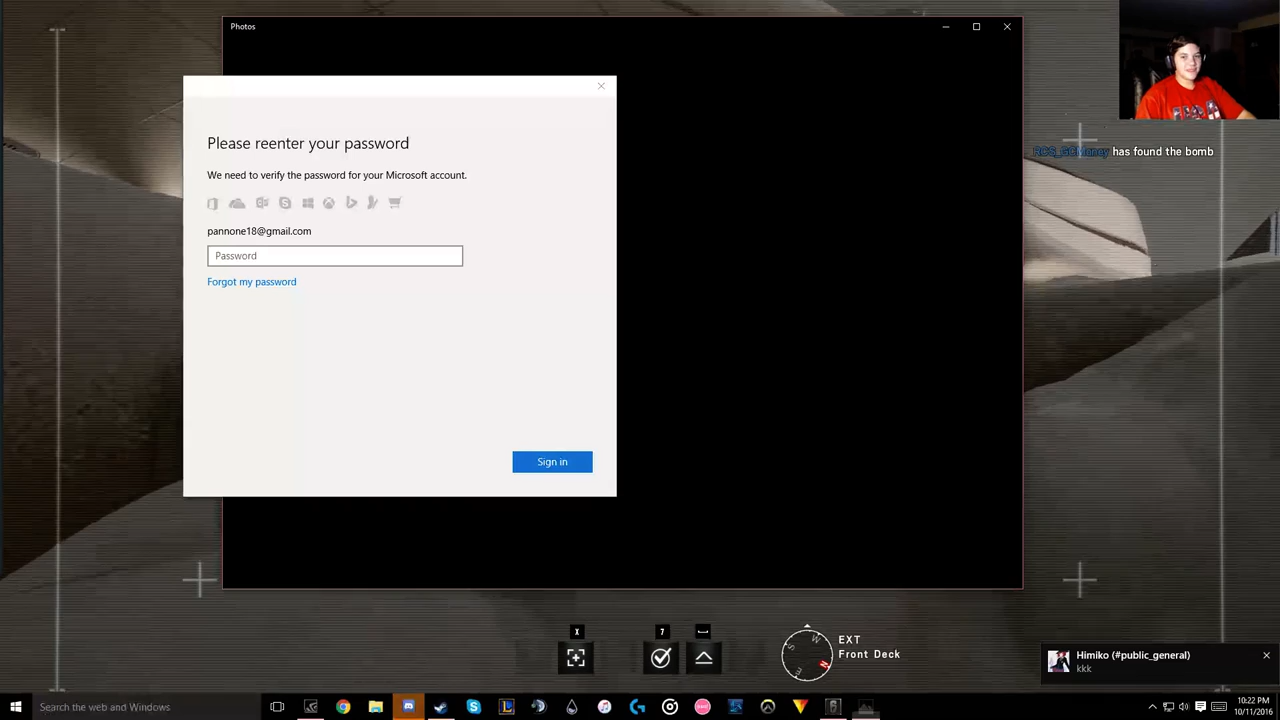 Photos
Please reenter your password
We need to verify the password for your Microsoft account.
pannone18@gmail.com
Password
Forgot my password
Sign in
has found the bomb
X
7
EXT
Front Deck
Himiko (#public_general)
kkk
Search the web and Windows
10:22 PM
10/11/2016